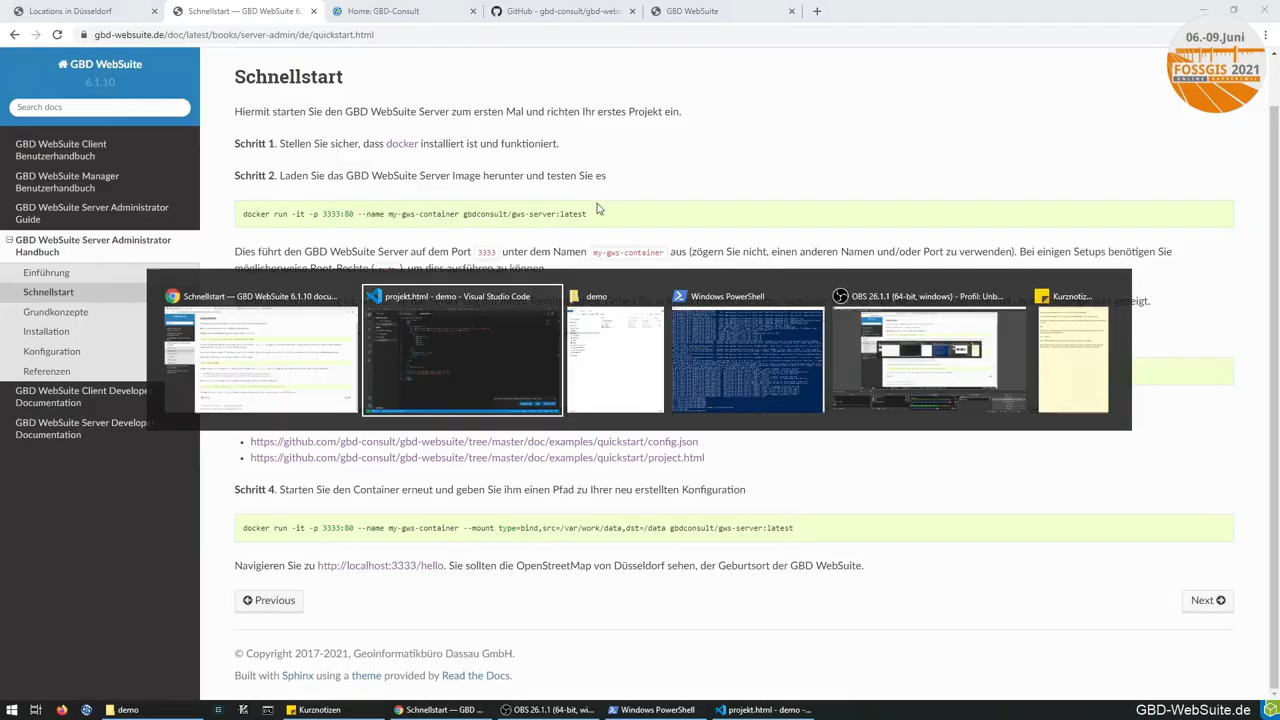 Locations in Düsseldorf
Schnellstart — GBD WebSuite 6.
Home: GBD-Consult
GitHub - gbd-consult/gbd-webs
GBD WebSuite
gbd-websuite.de/doc/latest/books/server-admin/de/quickstart.html
06.-09.Juni
FOSSGIS 2021
ONLINE RAPPERSWIL
GBD WebSuite
6.1.10
Search docs
GBD WebSuite Client
Benutzerhandbuch
GBD WebSuite Manager
Benutzerhandbuch
GBD WebSuite Server Administrator
Guide
GBD WebSuite Server Administrator
Handbuch
Einführung
Schnellstart
Grundkonzepte
Installation
Konfiguration
Referenzen
GBD WebSuite Client Develope
Documentation
GBD WebSuite Server Develop
Documentation
Schnellstart
Hiermit starten Sie den GBD WebSuite Server zum ersten Mal und richten Ihr erstes Projekt ein.
Schritt 1. Stellen Sie sicher, dass docker installiert ist und funktioniert.
Schritt 2. Laden Sie das GBD WebSuite Server Image herunter und testen Sie es
docker run -it -p 3333:80 --name my-gws-container gbdconsult/gws-server:latest
Dies führt den GBD WebSuite Server auf dem Port 3333 unter dem Namen my-gws-container aus (zögern Sie nicht, einen anderen Namen und/oder Port zu verwenden). Bei einigen Setups benötigen Sie
möglicherweise Root-Rechte (sudo), um dies ausführen zu können.
Schnellstart — GBD WebSuite 6.1.10 docu...
projekt.html - demo - Visual Studio Code
demo
Windows PowerShell
OBS 26.1.1 (64-bit, windows) - Profil: Unb...
Kurznotiz...
gezeigt.
https://github.com/gbd-consult/gbd-websuite/tree/master/doc/examples/quickstart/config.json
https://github.com/gbd-consult/gbd-websuite/tree/master/doc/examples/quickstart/project.html
Schritt 4. Starten Sie den Container erneut und geben Sie ihm einen Pfad zu Ihrer neu erstellten Konfiguration
docker run -it -p 3333:80 --name my-gws-container --mount type=bind,src=/var/work/data,dst=/data gbdconsult/gws-server:latest
Navigieren Sie zu http://localhost:3333/hello. Sie sollten die OpenStreetMap von Düsseldorf sehen, der Geburtsort der GBD WebSuite.
Previous
Next
© Copyright 2017-2021, Geoinformatikbüro Dassau GmbH.
Built with Sphinx using a theme provided by Read the Docs.
demo
Kurznotizen
Schnellstart — GBD ...
OBS 26.1.1 (64-bit, win...
Windows PowerShell
projekt.html - demo -...
GBD-WebSuite.de